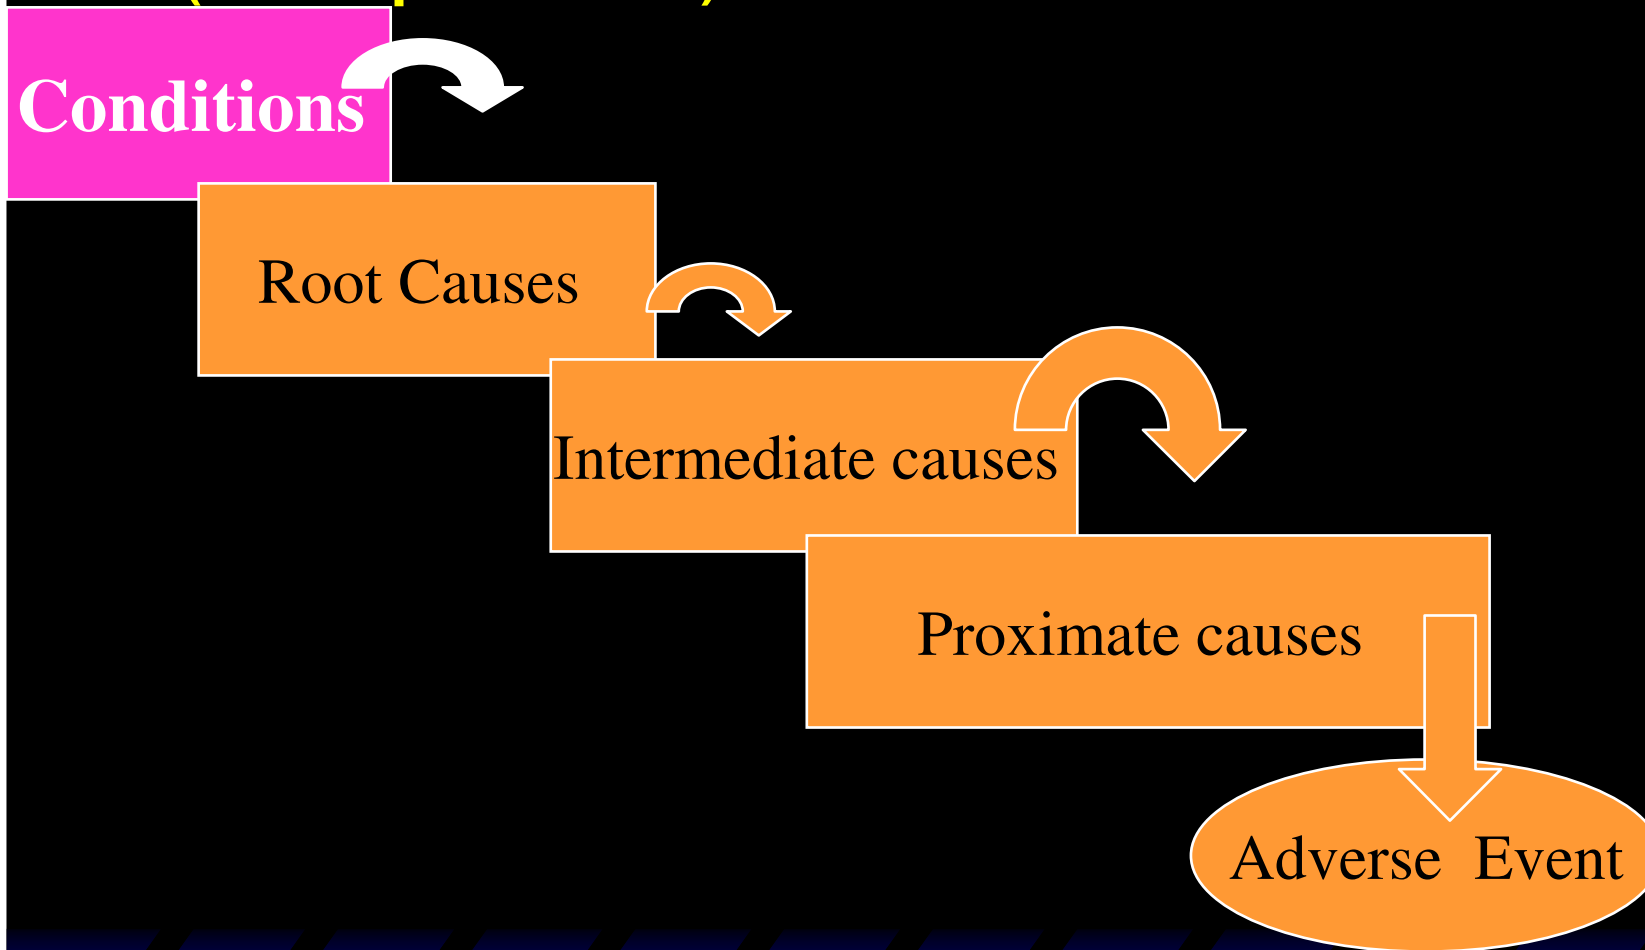 Conditions
Root Causes
Intermediate causes
Proximate causes
Adverse Event